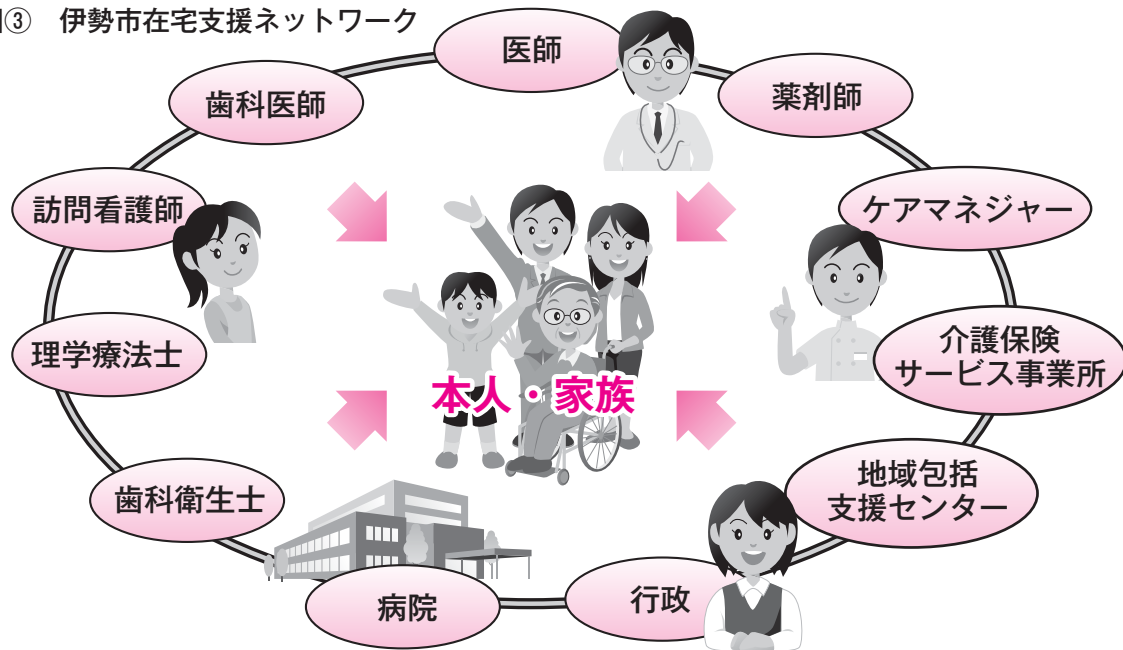 ③ 伊勢市在宅支援ネットワーク
医師
薬剤師
歯科医師
訪問看護師
ケアマネジャー
理学療法士
介護保険
サービス事業所
本人・家族
歯科衛生士
地域包括
支援センター
病院
行政